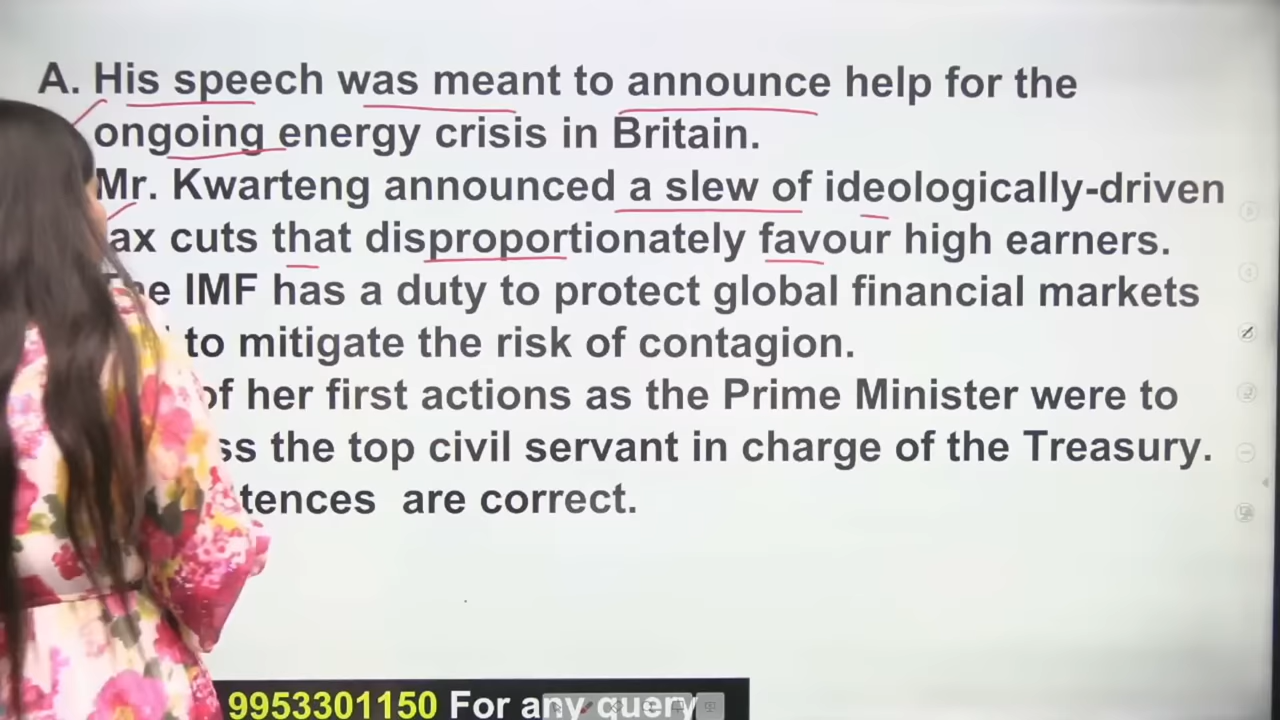 A. His speech was meant to announce help for the
ongoing energy crisis in Britain.
Mr. Kwarteng announced a slew of ideologically-driven
cuts that disproportionately favour high earners.
IMF has a duty to protect global financial markets
to mitigate the risk of contagion.
of her first actions as the Prime Minister were to
the top civil servant in charge of the Treasury.
are correct.
9953301150 For any query